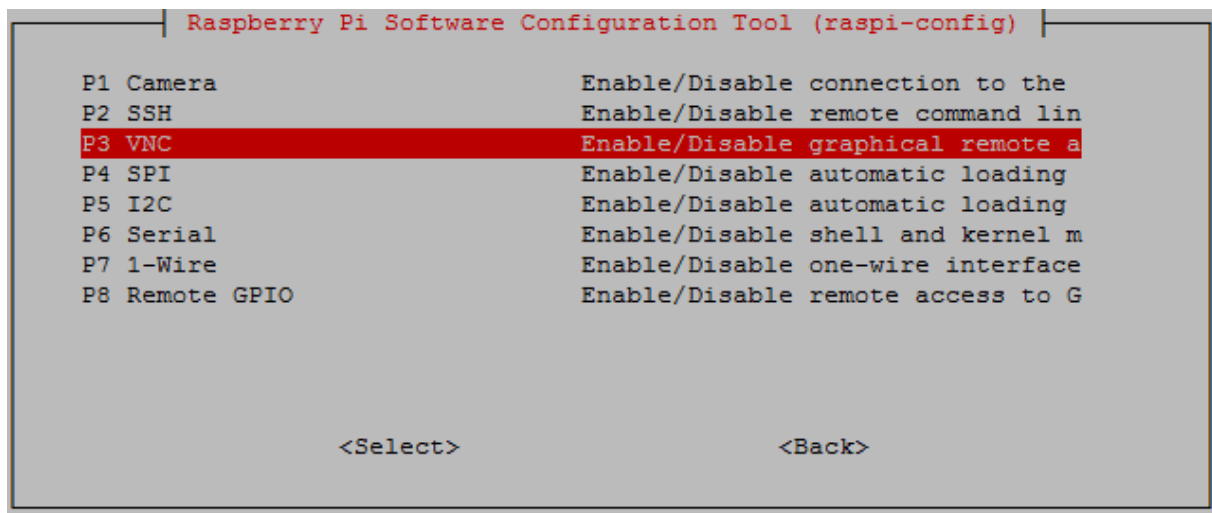 Raspberry Pi Software Configuration Tool (raspi-config)
P1 Camera Enable/Disable connection to the
P2 SSH Enable/Disable remote command lin
P3 VNC Enable/Disable graphical remote a
P4 SPI Enable/Disable automatic loading
P5 I2C Enable/Disable automatic loading
P6 Serial Enable/Disable shell and kernel m
P7 1-Wire Enable/Disable one-wire interface
P8 Remote GPIO Enable/Disable remote access to G
<Select> <Back>